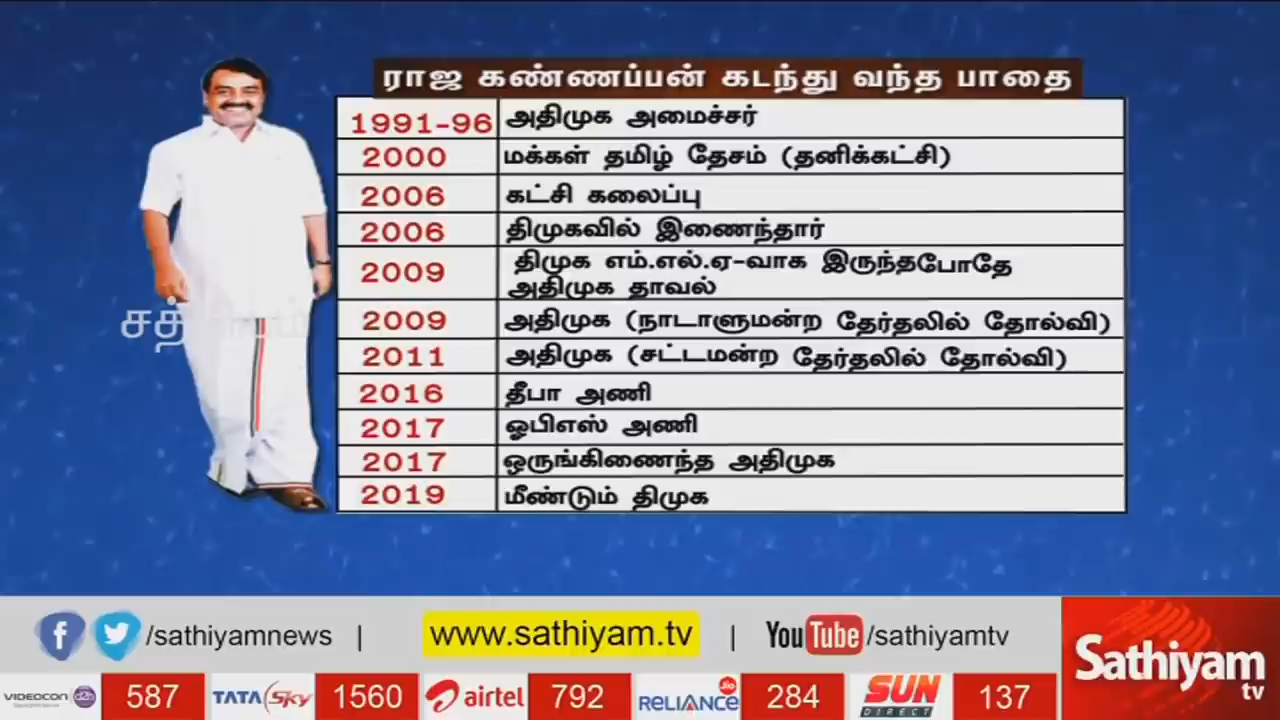 ராஜ கண்ணப்பன் கடந்து வந்த பாதை
1991-96 அதிமுக அமைச்சர்
2000 மக்கள் தமிழ் தேசம் (தனிக்கட்சி)
2006 கட்சி கலைப்பு
2006 திமுகவில் இணைந்தார்
2009 திமுக எம்.எல்.ஏ-வாக இருந்தபோதே
அதிமுக தாவல்
2009 அதிமுக (நாடாளுமன்ற தேர்தலில் தோல்வி)
2011 அதிமுக (சட்டமன்ற தேர்தலில் தோல்வி)
2016 தீபா அணி
2017 ஓபிஎஸ் அணி
2017 ஒருங்கிணைந்த அதிமுக
2019 மீண்டும் திமுக
/sathiyamnews | www.sathiyam.tv | YouTube /sathiyamtv
Sathiyam
tv
VIDEOCON d2h 587 TATA Sky 1560 airtel 792 RELIANCE Jio 284 SUN DIRECT 137